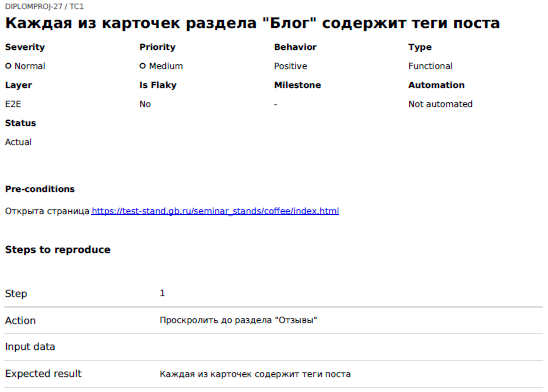 DIPLOMPROJ-27 / TC1
Каждая из карточек раздела "Блог" содержит теги поста
Severity Priority Behavior Type
Normal Medium Positive Functional
Layer Is Flaky Milestone Automation
E2E No - Not automated
Status
Actual
Pre-conditions
Открыта страница https://test-stand.gb.ru/seminar_stands/coffee/index.html
Steps to reproduce
Step 1
Action Проскролить до раздела "Отзывы"
Input data
Expected result Каждая из карточек содержит теги поста